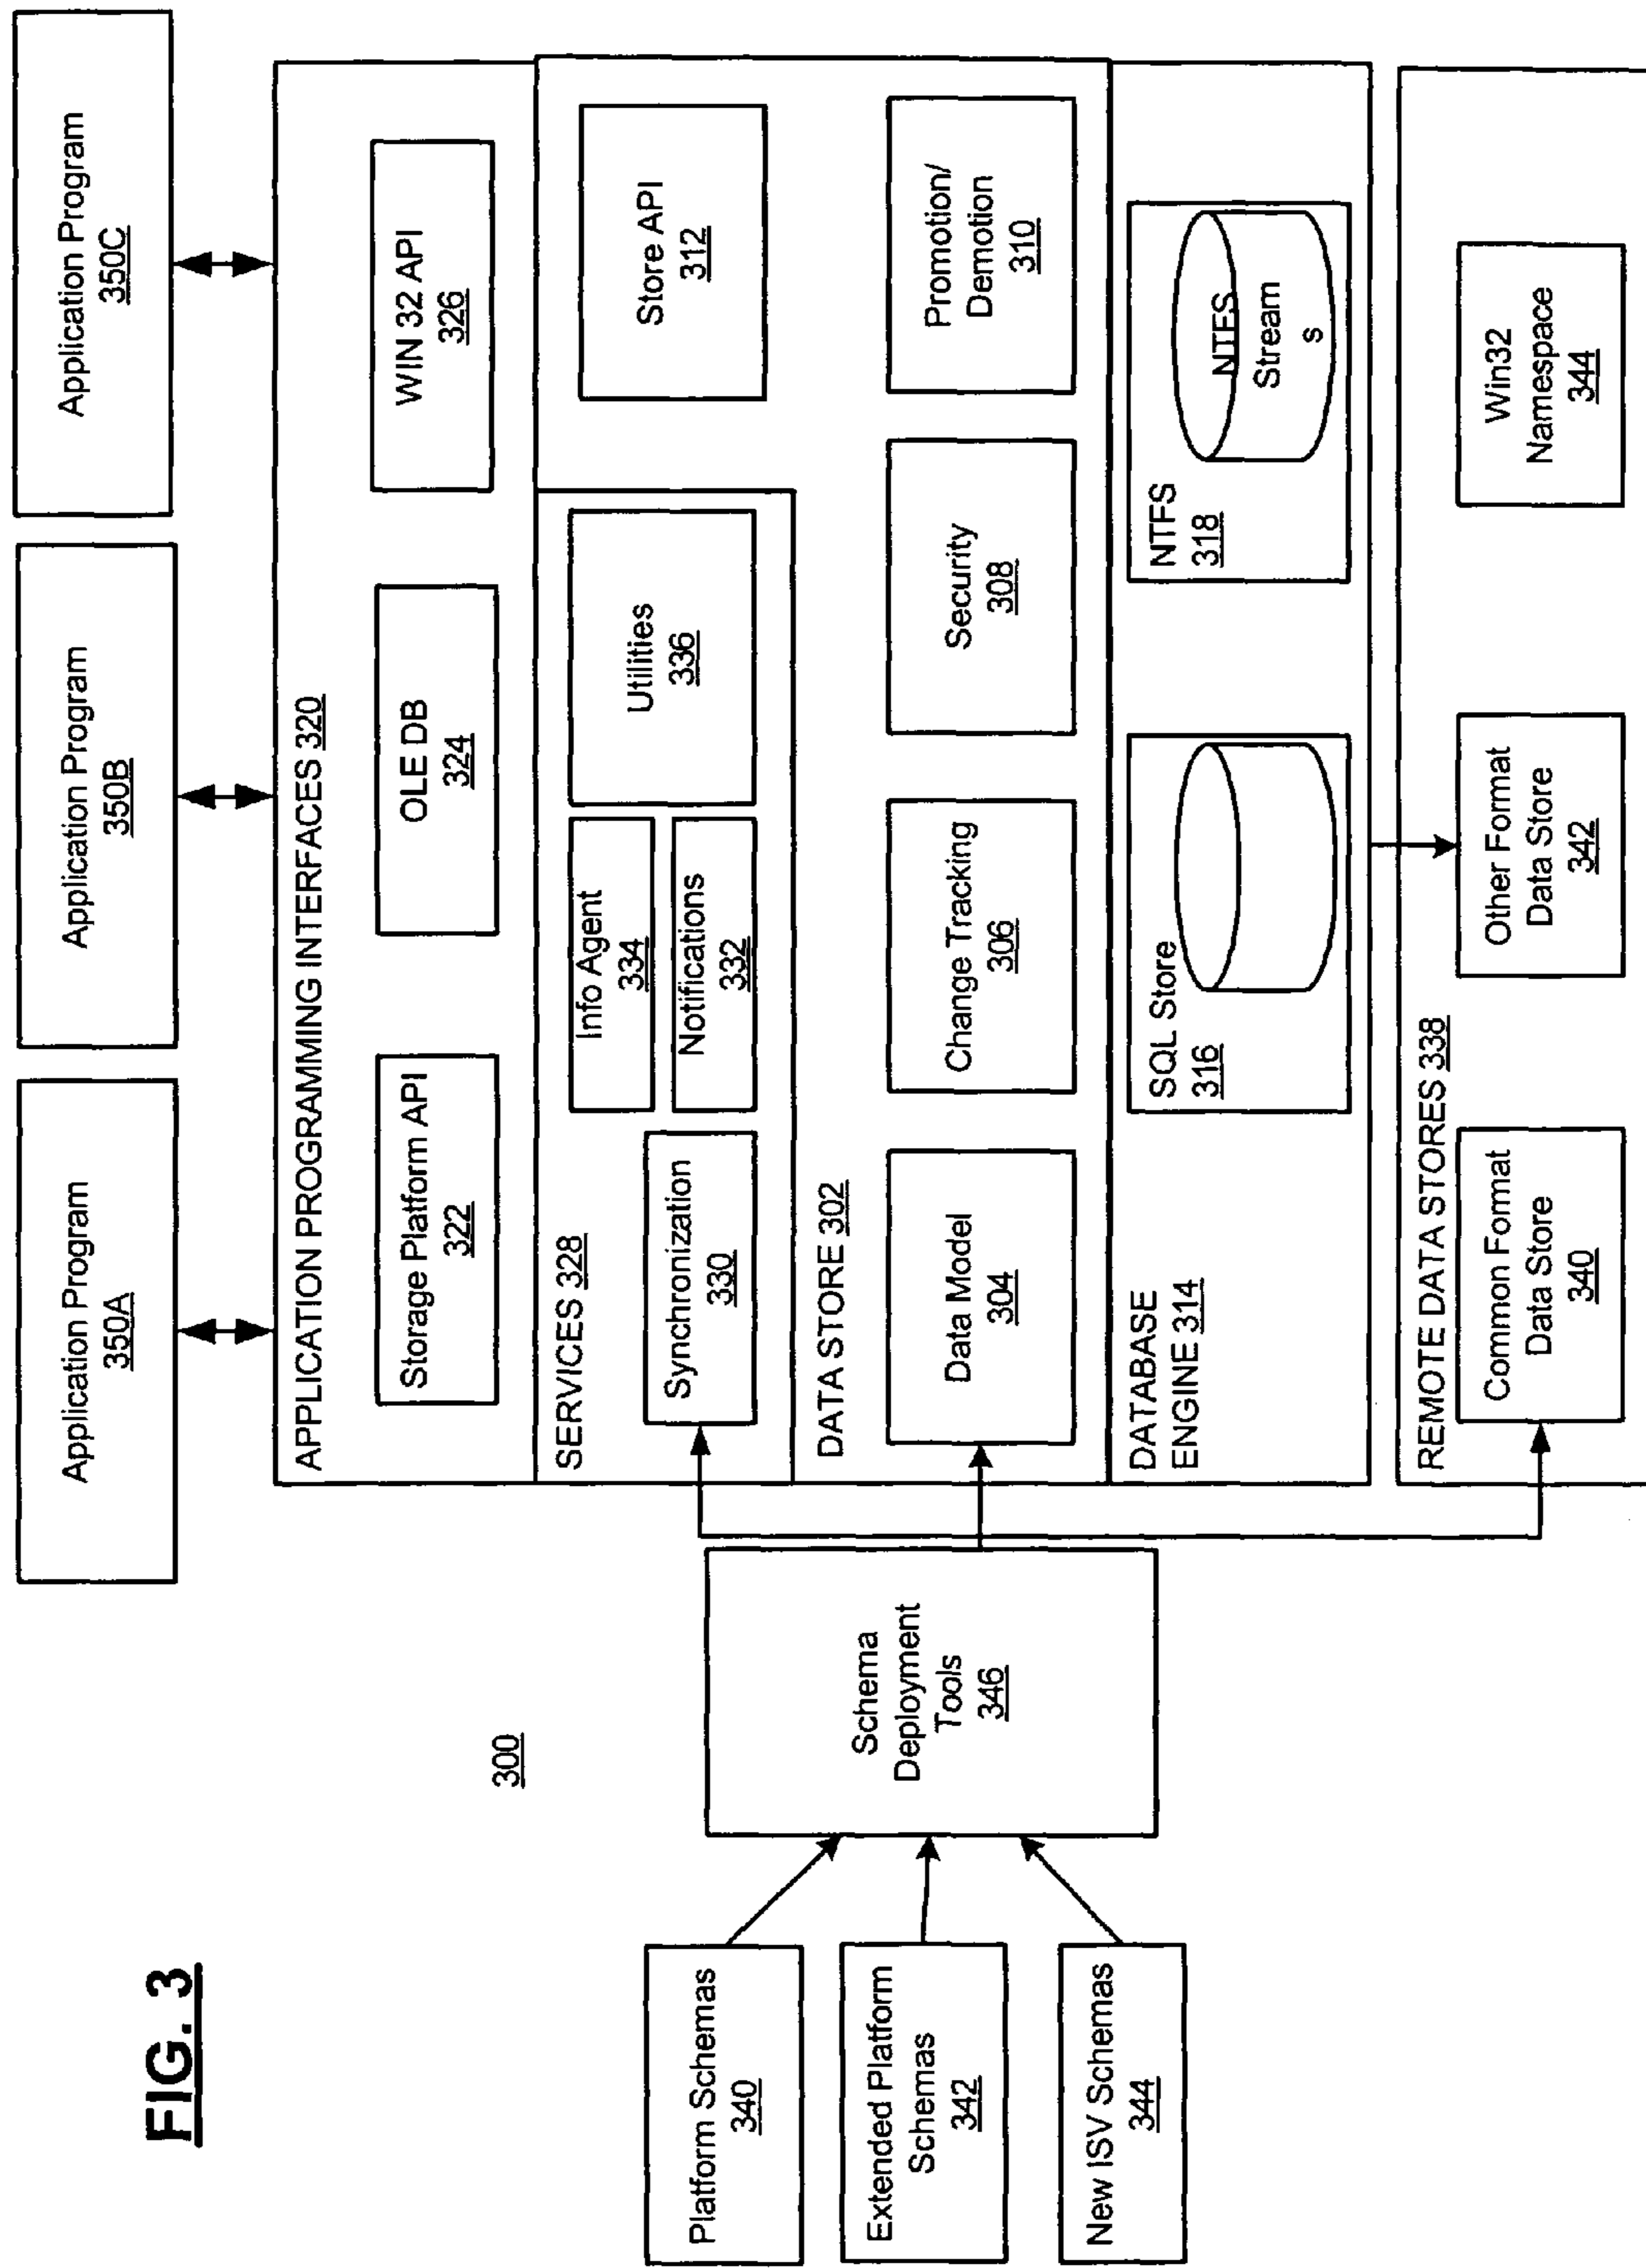 FIG. 3
300
Application Program
350A
Application Program
350B
Application Program
350C
APPLICATION PROGRAMMING INTERFACES 320
Storage Platform API
322
OLE DB
324
WIN 32 API
326
SERVICES 328
Synchronization
330
Info Agent
334
Notifications
332
Utilities
336
Store API
312
DATA STORE 302
Data Model
304
Change Tracking
306
Security
308
Promotion/
Demotion
310
DATABASE
ENGINE 314
SQL Store
316
NTFS
318
NTFS
Stream
s
REMOTE DATA STORES 338
Common Format
Data Store
340
Other Format
Data Store
342
Win32
Namespace
344
Schema
Deployment
Tools
346
Platform Schemas
340
Extended Platform
Schemas
342
New ISV Schemas
344